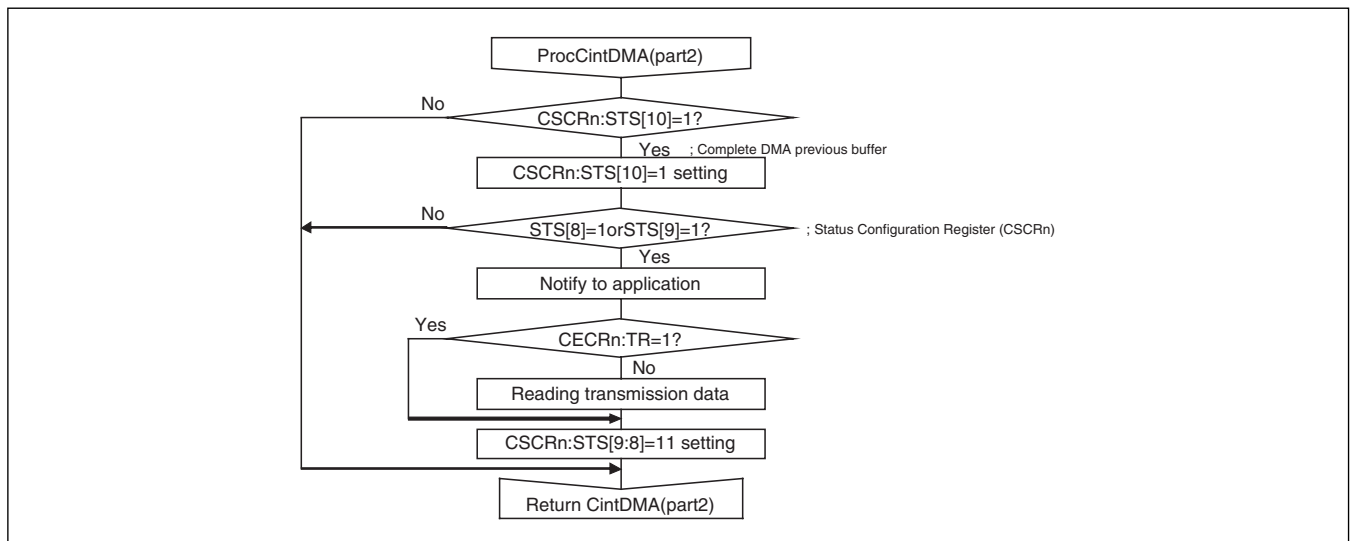 ProcCintDMA(part2)
No
CSCRn:STS[10]=1?
Yes ; Complete DMA previous buffer
CSCRn:STS[10]=1 setting
No
STS[8]=1orSTS[9]=1? ; Status Configuration Register (CSCRn)
Yes
Notify to application
Yes
CECRn:TR=1?
No
Reading transmission data
CSCRn:STS[9:8]=11 setting
Return CintDMA(part2)